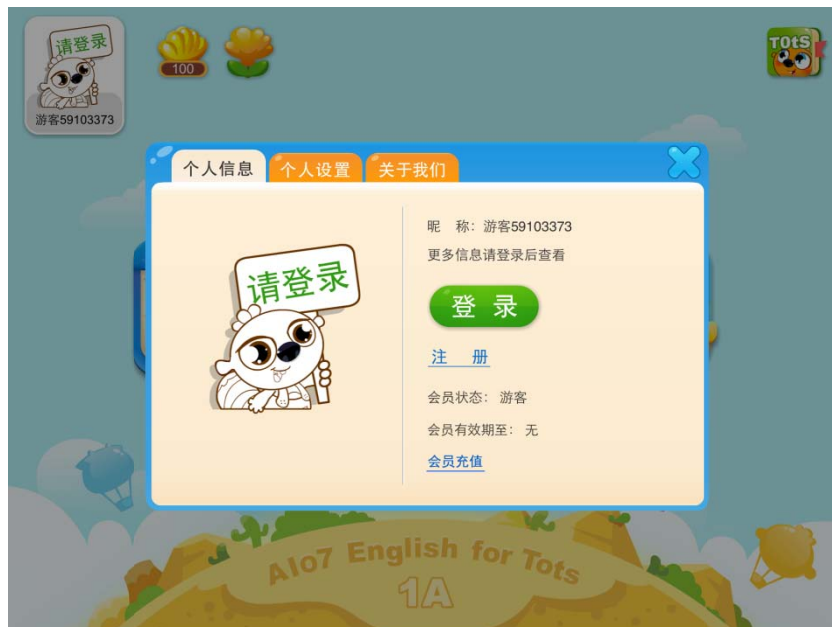 请登录
游客59103373
100
TOtS
个人信息 个人设置 关于我们
请登录
昵 称：游客59103373
更多信息请登录后查看
登 录
注 册
会员状态： 游客
会员有效期至： 无
会员充值
Alo7 English for Tots
1A